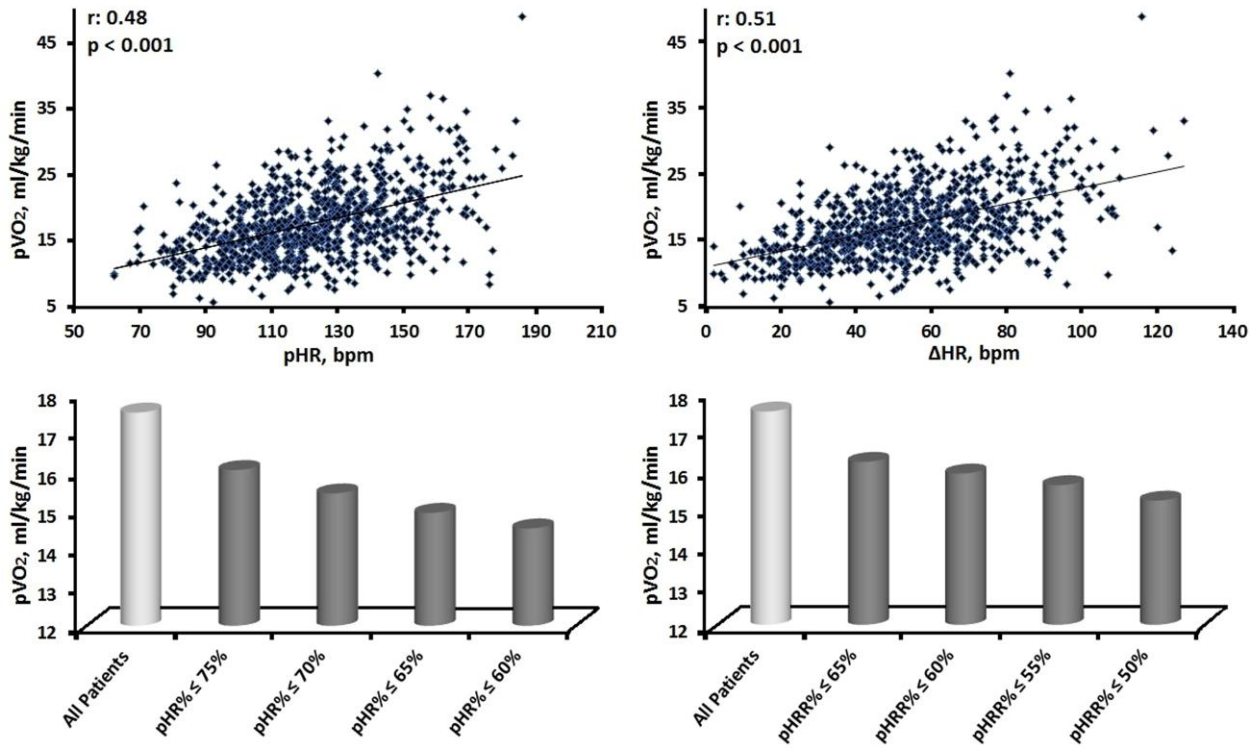 r: 0.48
p < 0.001
45
35
25
15
5
pVO2, ml/kg/min
50 70 90 110 130 150 170 190 210
pHR, bpm
r: 0.51
p < 0.001
45
35
25
15
5
pVO2, ml/kg/min
0 20 40 60 80 100 120 140
ΔHR, bpm
18
17
16
15
14
13
12
pVO2, ml/kg/min
All Patients
pHR% ≤ 75%
pHR% ≤ 70%
pHR% ≤ 65%
pHR% ≤ 60%
18
17
16
15
14
13
12
pVO2, ml/kg/min
All Patients
pHRR% ≤ 65%
pHRR% ≤ 60%
pHRR% ≤ 55%
pHRR% ≤ 50%